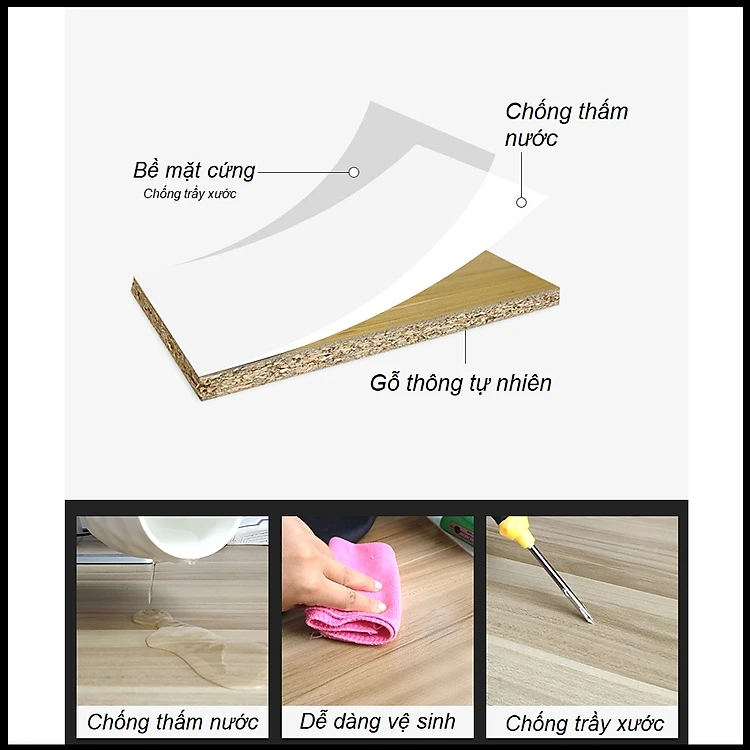 Chống thấm
nước
Bề mặt cứng
Chống trầy xước
Gỗ thông tự nhiên
Chống thấm nước
Dễ dàng vệ sinh
Chống trầy xước